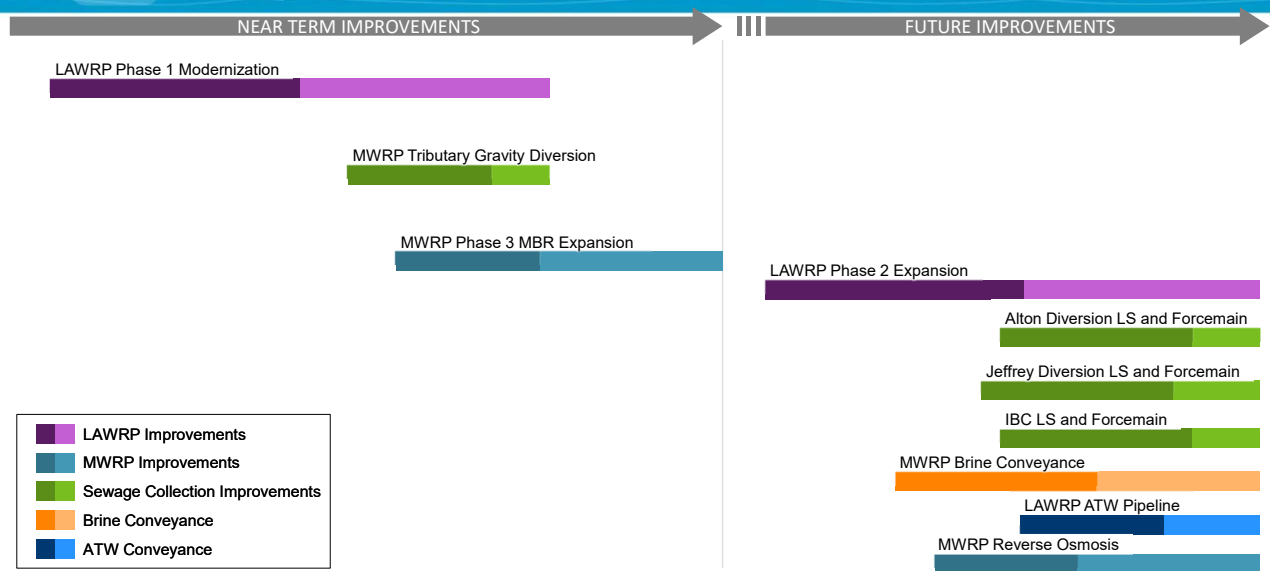 NEAR TERM IMPROVEMENTS
FUTURE IMPROVEMENTS
LAWRP Phase 1 Modernization
MWRP Tributary Gravity Diversion
MWRP Phase 3 MBR Expansion
LAWRP Phase 2 Expansion
Alton Diversion LS and Forcemain
Jeffrey Diversion LS and Forcemain
IBC LS and Forcemain
MWRP Brine Conveyance
LAWRP ATW Pipeline
MWRP Reverse Osmosis
LAWRP Improvements
MWRP Improvements
Sewage Collection Improvements
Brine Conveyance
ATW Conveyance